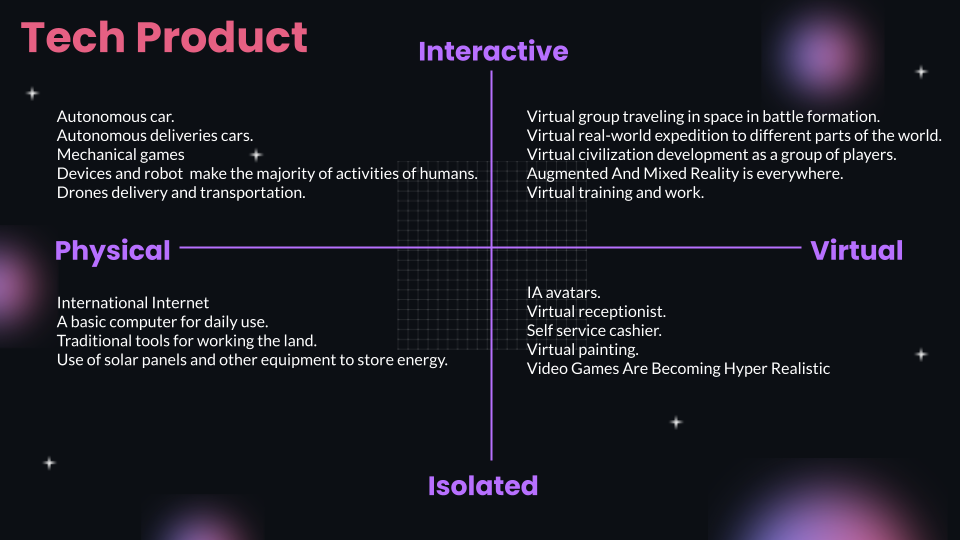 Tech Product
Interactive
Autonomous car.
Autonomous deliveries cars.
Mechanical games
Devices and robot  make the majority of activities of humans.
Drones delivery and transportation.
Virtual group traveling in space in battle formation.
Virtual real-world expedition to different parts of the world.
Virtual civilization development as a group of players.
Augmented And Mixed Reality is everywhere.
Virtual training and work.
Physical
Virtual
International Internet
A basic computer for daily use.
Traditional tools for working the land.
Use of solar panels and other equipment to store energy.
IA avatars.
Virtual receptionist.
Self service cashier.
Virtual painting.
Video Games Are Becoming Hyper Realistic
Isolated